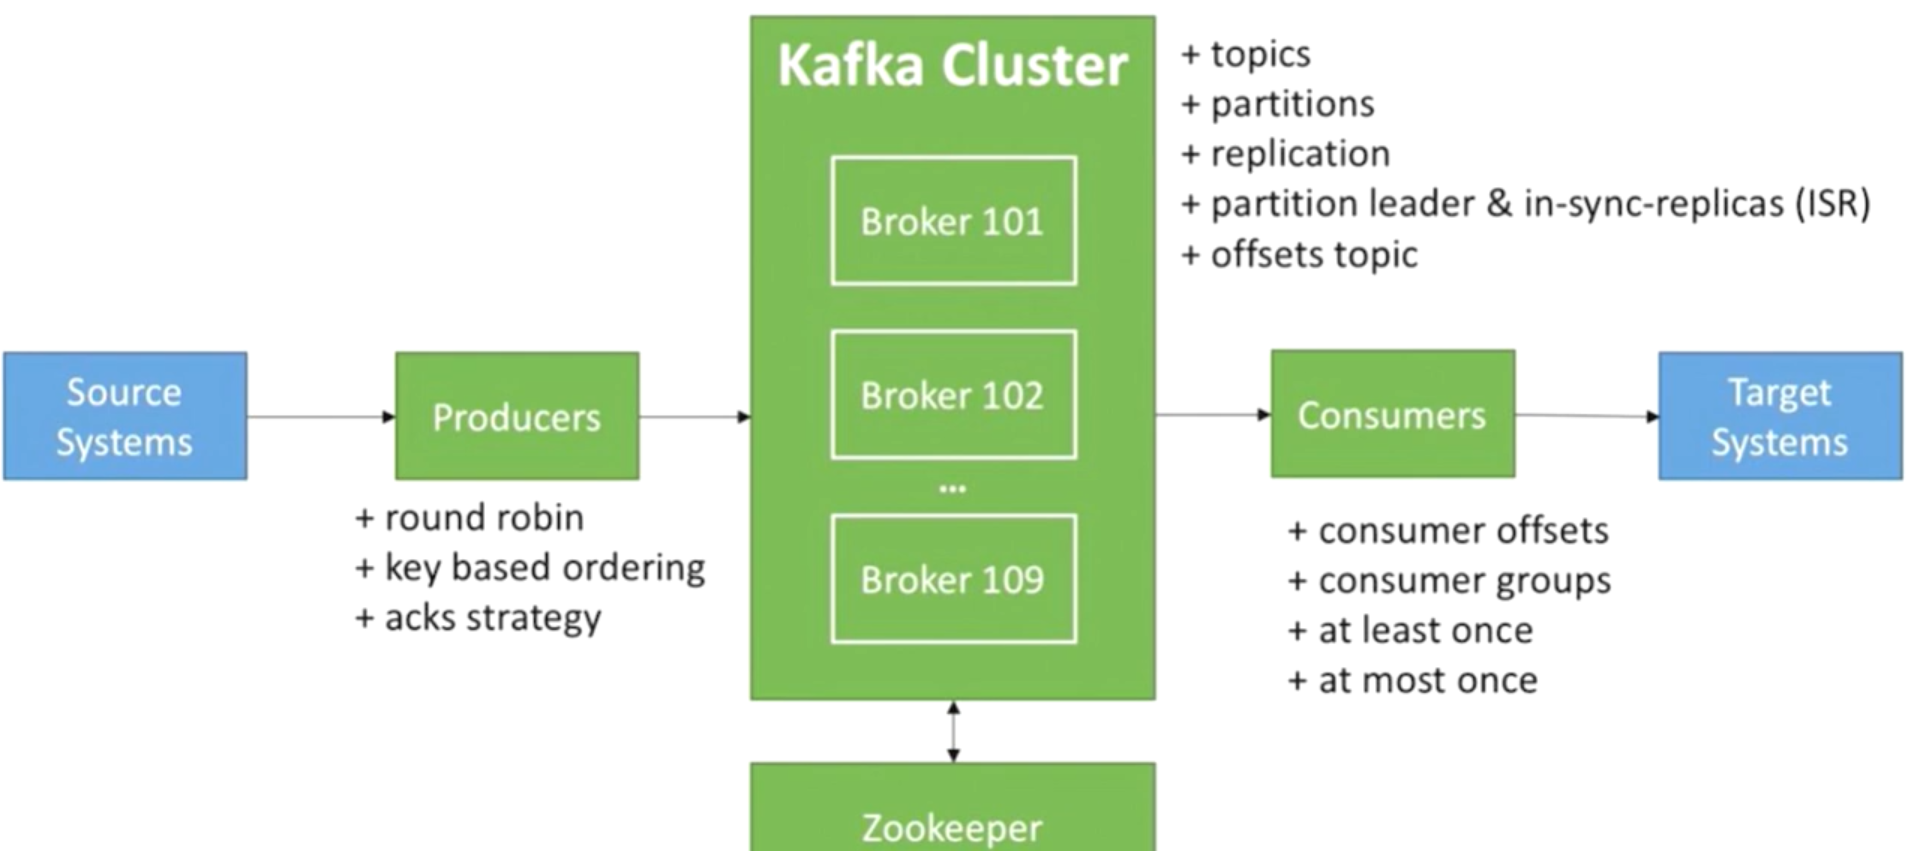 Kafka Cluster
Broker 101
Broker 102
...
Broker 109
+ topics
+ partitions
+ replication
+ partition leader & in-sync-replicas (ISR)
+ offsets topic
Source
Systems
Producers
+ round robin
+ key based ordering
+ acks strategy
Consumers
+ consumer offsets
+ consumer groups
+ at least once
+ at most once
Target
Systems
Zookeeper